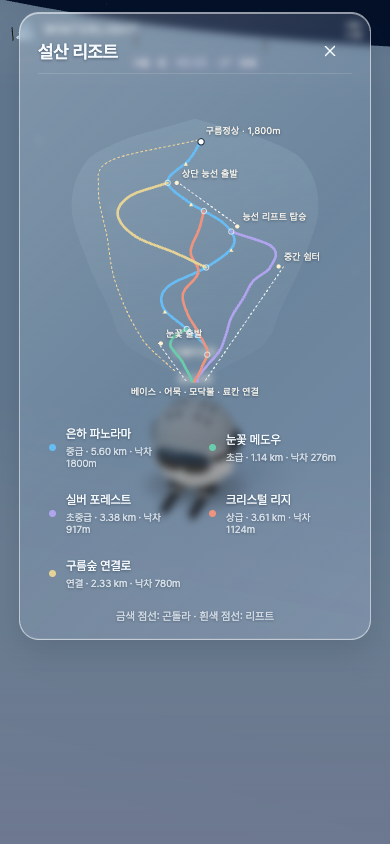 설산 리조트
구름정상 · 1,800m
상단 능선 출발
능선 리프트 탑승
중간 쉼터
눈꽃 출발
베이스 · 어묵 · 모닥불 · 료칸 연결
은하 파노라마
중급 · 5.60 km · 낙차
1800m
눈꽃 메도우
초급 · 1.14 km · 낙차 276m
실버 포레스트
초중급 · 3.38 km · 낙차
917m
크리스털 리지
상급 · 3.61 km · 낙차
1124m
구름숲 연결로
연결 · 2.33 km · 낙차 780m
금색 점선: 곤돌라 · 흰색 점선: 리프트